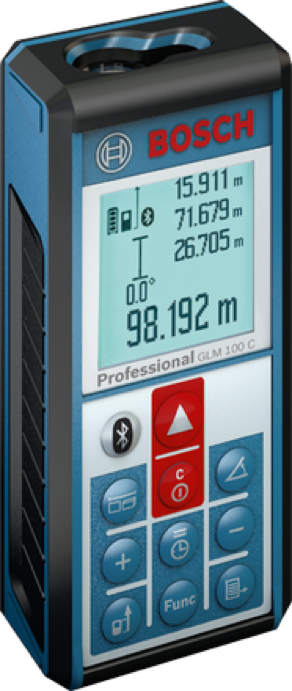 BOSCH
15.911 m
71.679 m
26.705 m
0.0°
98.192 m
Professional GLM 100 C
C
+
−
Func